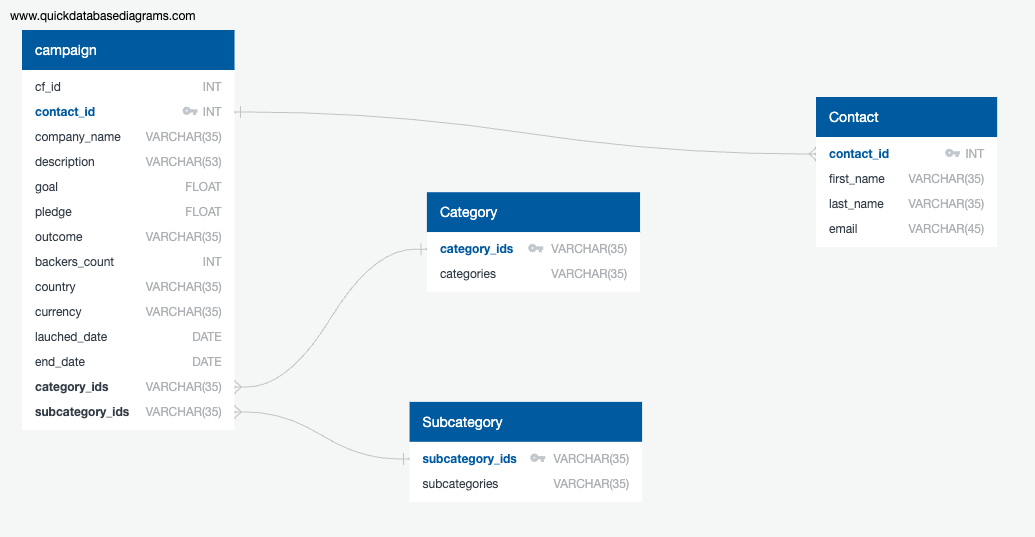 www.quickdatabasediagrams.com
campaign
cf_id INT
contact_id INT
company_name VARCHAR(35)
description VARCHAR(53)
goal FLOAT
pledge FLOAT
outcome VARCHAR(35)
backers_count INT
country VARCHAR(35)
currency VARCHAR(35)
lauched_date DATE
end_date DATE
category_ids VARCHAR(35)
subcategory_ids VARCHAR(35)
Category
category_ids VARCHAR(35)
categories VARCHAR(35)
Subcategory
subcategory_ids VARCHAR(35)
subcategories VARCHAR(35)
Contact
contact_id INT
first_name VARCHAR(35)
last_name VARCHAR(35)
email VARCHAR(45)